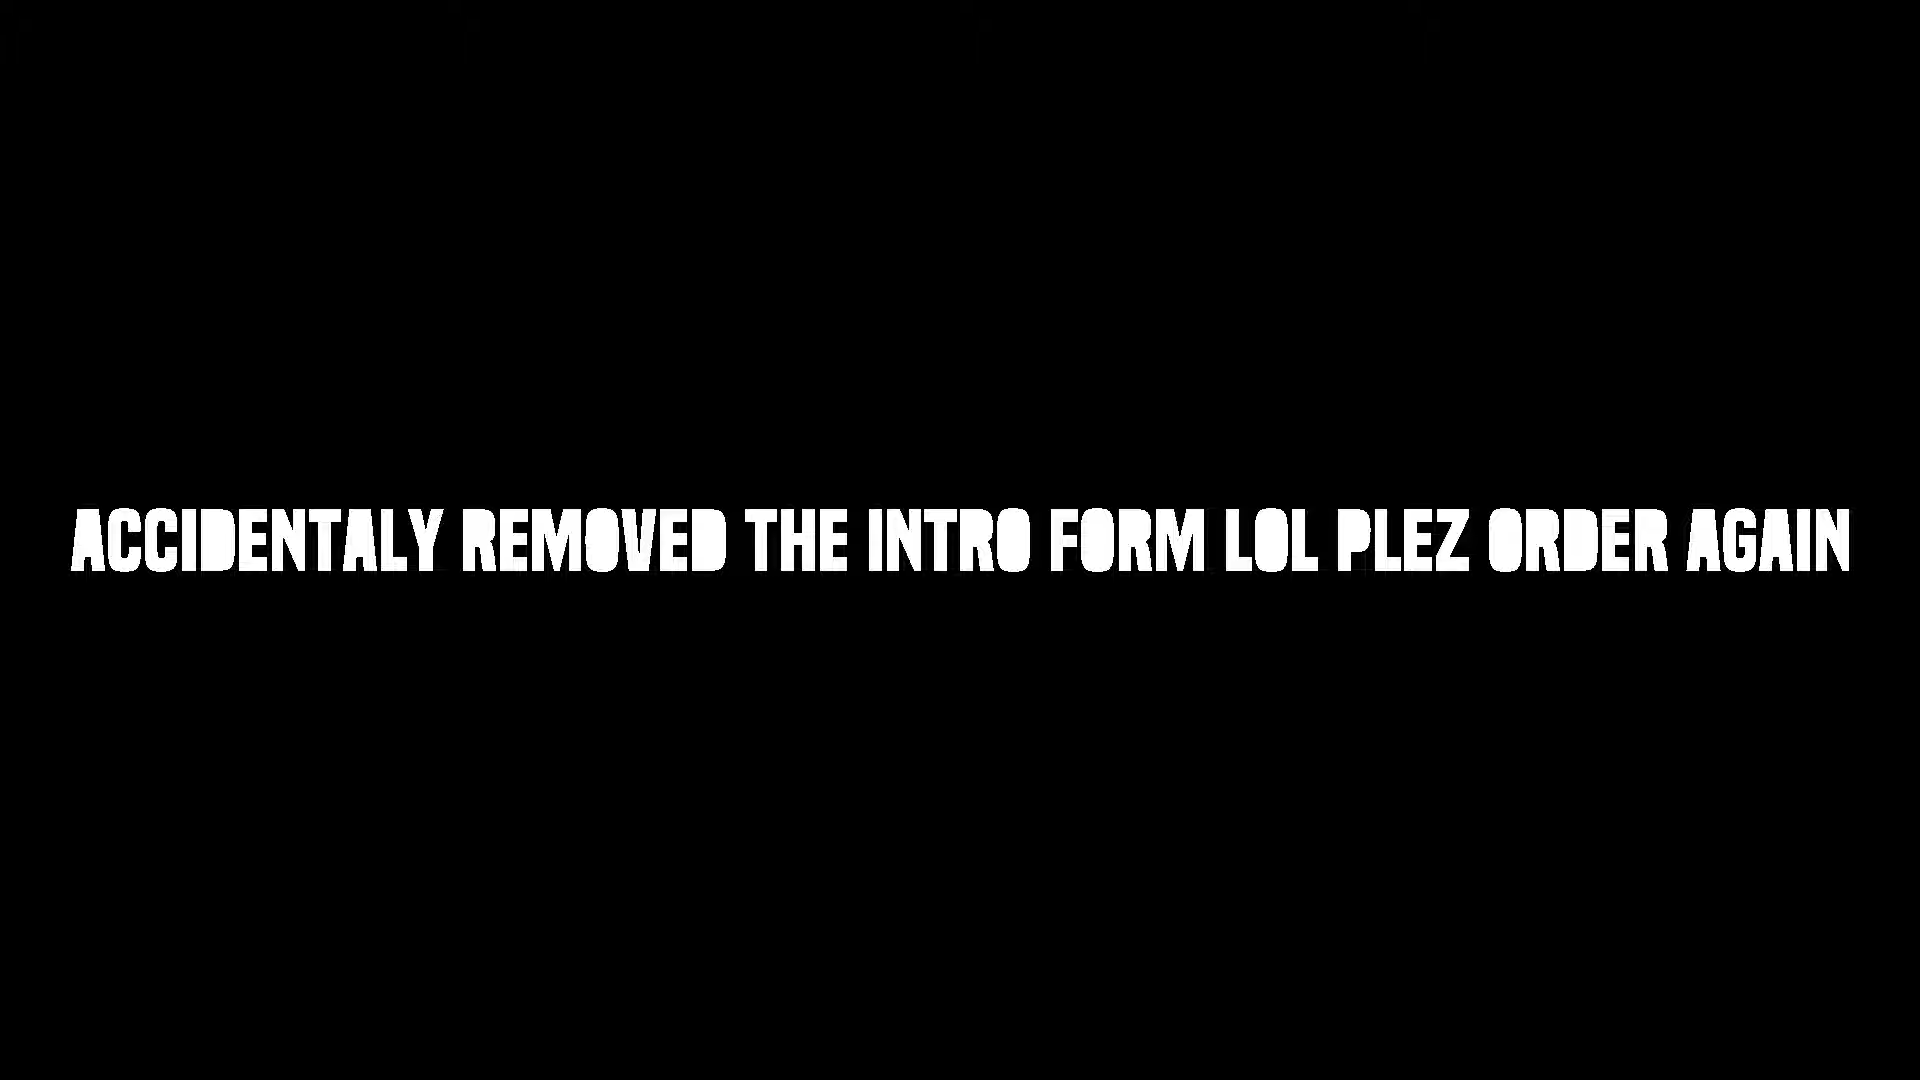 ACCIDENTALY REMOVED THE INTRO FORM LOL PLEZ ORDER AGAIN